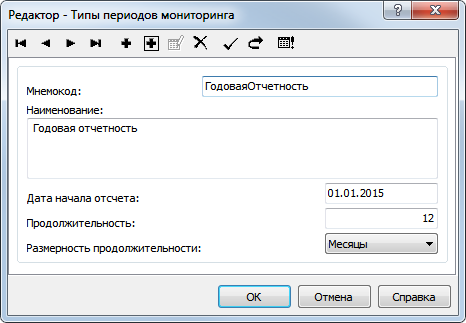 Редактор - Типы периодов мониторинга
Мнемокод: ГодоваяОтчетность
Наименование:
Годовая отчетность
Дата начала отсчета: 01.01.2015
Продолжительность: 12
Размерность продолжительности: Месяцы
OK Отмена Справка